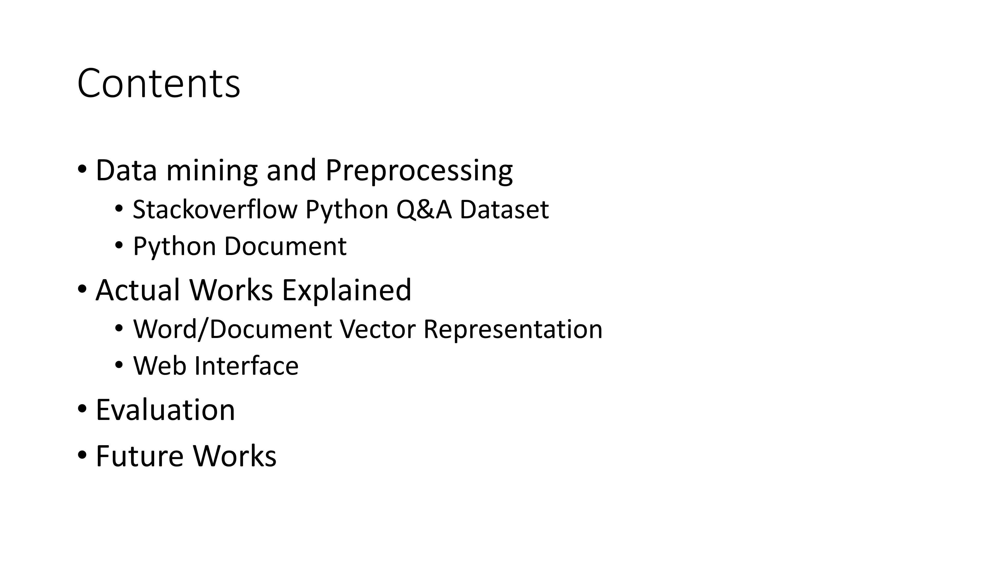 Contents
• Data mining and Preprocessing
• Stackoverflow Python Q&A Dataset
• Python Document
• Actual Works Explained
• Word/Document Vector Representation
• Web Interface
• Evaluation
• Future Works